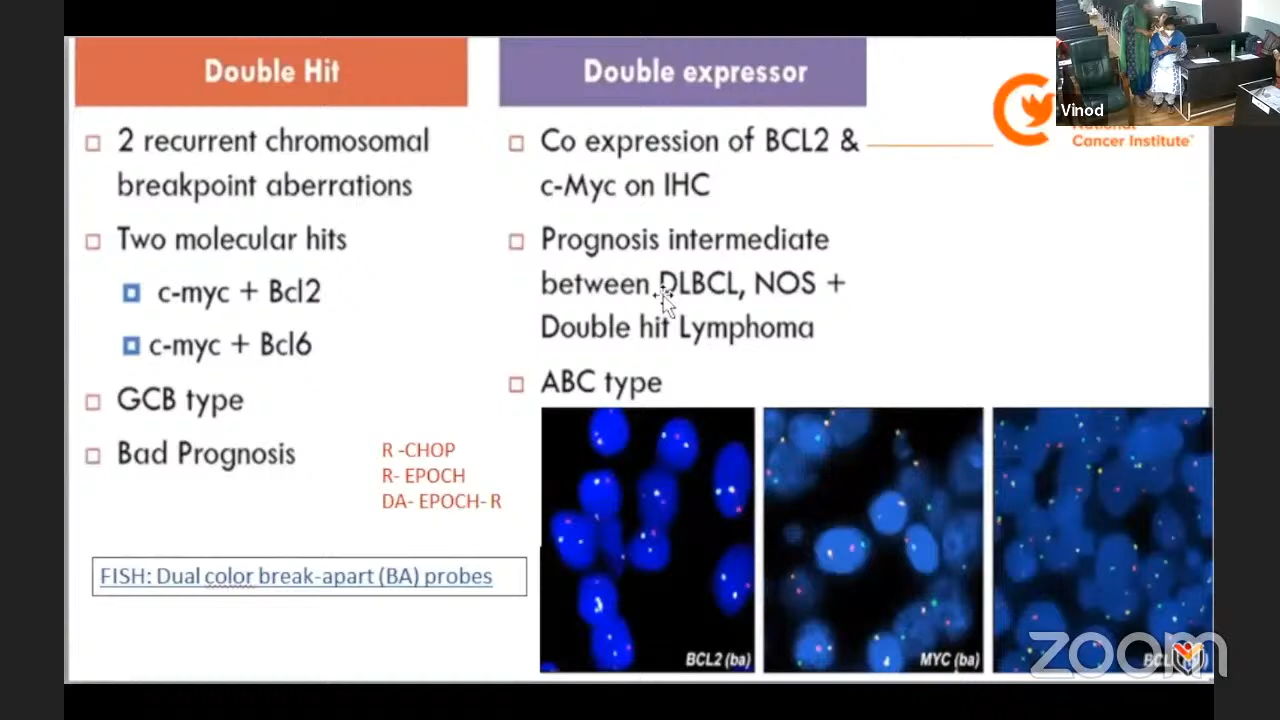 Double Hit
2 recurrent chromosomal
breakpoint aberrations
Two molecular hits
c-myc + Bcl2
c-myc + Bcl6
GCB type
Bad Prognosis
R -CHOP
R- EPOCH
DA- EPOCH- R
FISH: Dual color break-apart (BA) probes
Double expressor
Co expression of BCL2 &
c-Myc on IHC
Prognosis intermediate
between DLBCL, NOS +
Double hit Lymphoma
ABC type
BCL2 (ba)
MYC (ba)
Vinod
National
Cancer Institute
zoom